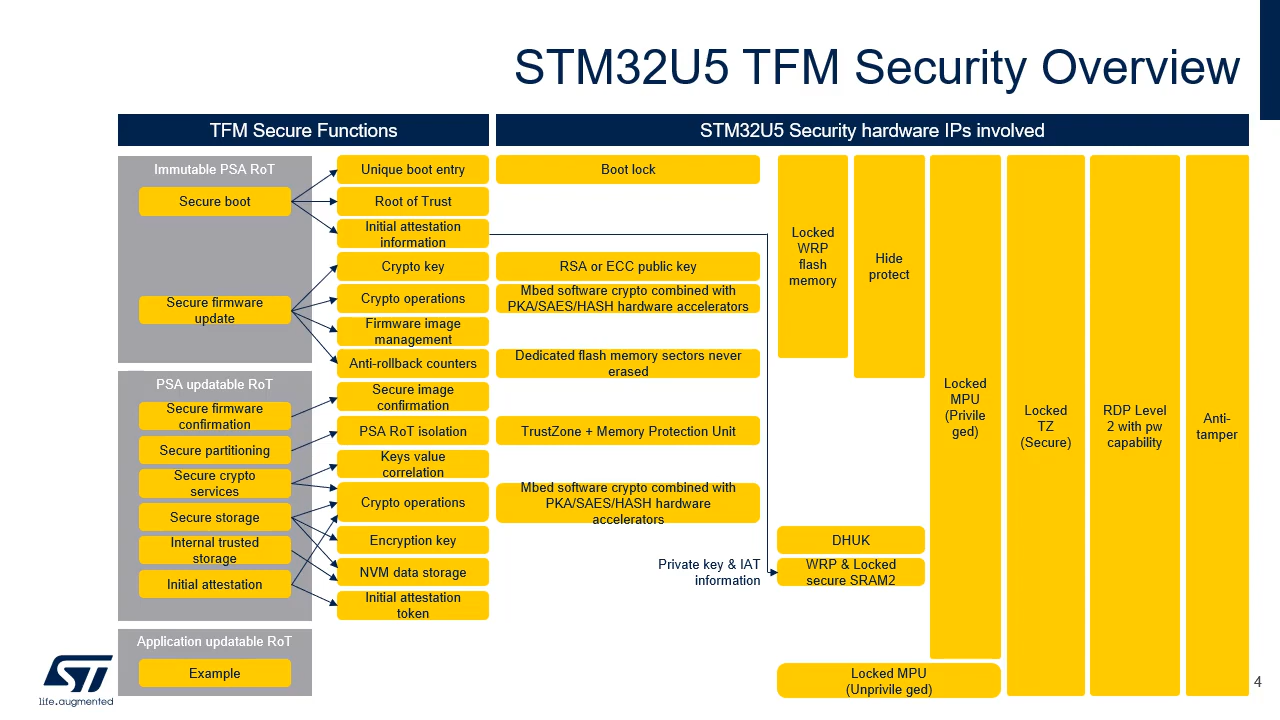 STM32U5 TFM Security Overview
TFM Secure Functions
STM32U5 Security hardware IPs involved
Immutable PSA RoT
Secure boot
Secure firmware
update
PSA updatable RoT
Secure firmware
confirmation
Secure partitioning
Secure crypto
services
Secure storage
Internal trusted
storage
Initial attestation
Application updatable RoT
Example
Unique boot entry
Root of Trust
Initial attestation
information
Crypto key
Crypto operations
Firmware image
management
Anti-rollback counters
Secure image
confirmation
PSA RoT isolation
Keys value
correlation
Crypto operations
Encryption key
NVM data storage
Initial attestation
token
Boot lock
RSA or ECC public key
Mbed software crypto combined with
PKA/SAES/HASH hardware accelerators
Dedicated flash memory sectors never
erased
TrustZone + Memory Protection Unit
Mbed software crypto combined with
PKA/SAES/HASH hardware
accelerators
Private key & IAT
information
Locked
WRP
flash
memory
Hide
protect
DHUK
WRP & Locked
secure SRAM2
Locked
MPU
(Privile
ged)
Locked MPU
(Unprivile ged)
Locked
TZ
(Secure)
RDP Level
2 with pw
capability
Anti-
tamper
ST
life.augmented
4